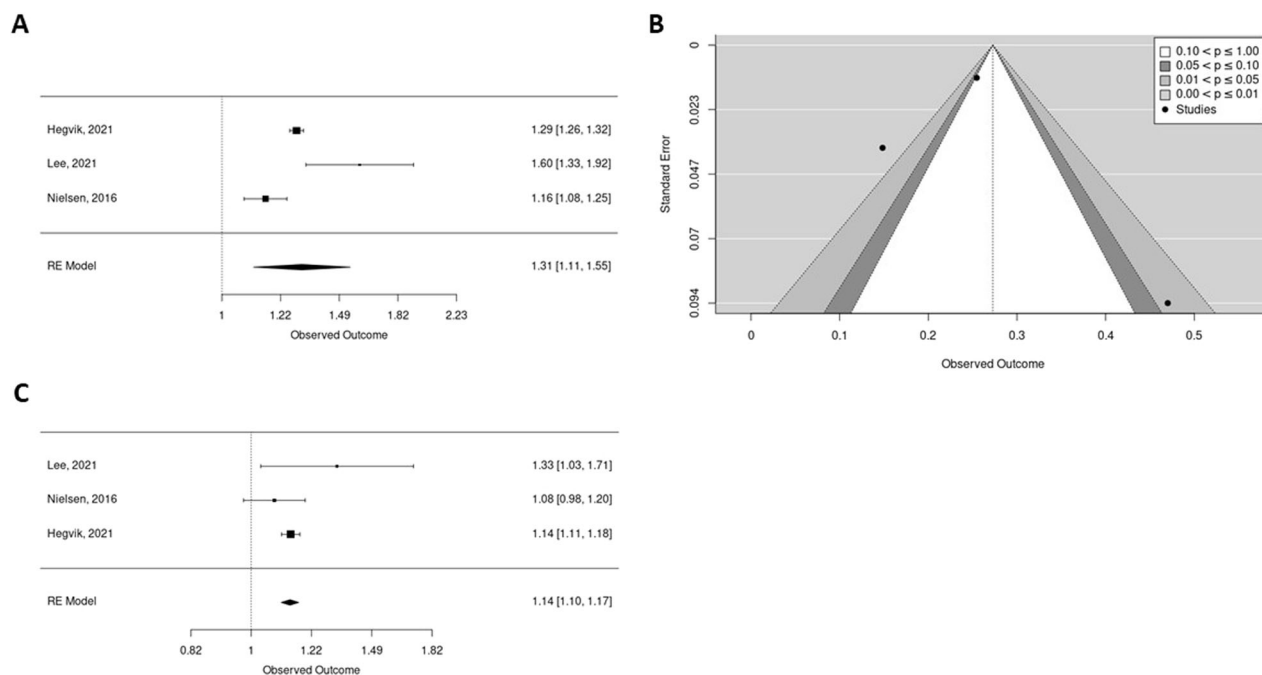 A
Hegvik, 2021 1.29 [1.26, 1.32]
Lee, 2021 1.60 [1.33, 1.92]
Nielsen, 2016 1.16 [1.08, 1.25]
RE Model 1.31 [1.11, 1.55]
1 1.22 1.49 1.82 2.23
Observed Outcome
B
0.10 < p ≤ 1.00
0.05 < p ≤ 0.10
0.01 < p ≤ 0.05
0.00 < p ≤ 0.01
Studies
Standard Error
0
0.023
0.047
0.07
0.094
0 0.1 0.2 0.3 0.4 0.5
Observed Outcome
C
Lee, 2021 1.33 [1.03, 1.71]
Nielsen, 2016 1.08 [0.98, 1.20]
Hegvik, 2021 1.14 [1.11, 1.18]
RE Model 1.14 [1.10, 1.17]
0.82 1 1.22 1.49 1.82
Observed Outcome